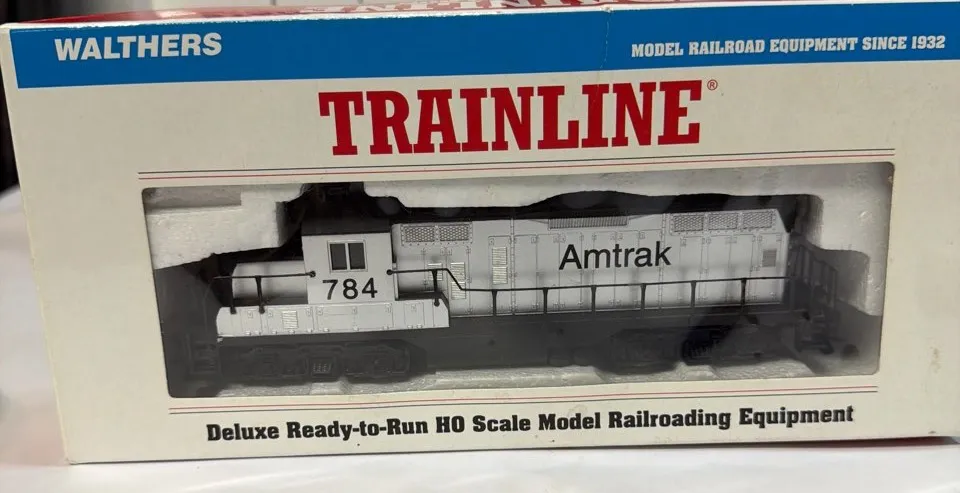 WALTHERS
MODEL RAILROAD EQUIPMENT SINCE 1932
TRAINLINE®
Amtrak
784
Deluxe Ready-to-Run HO Scale Model Railroading Equipment